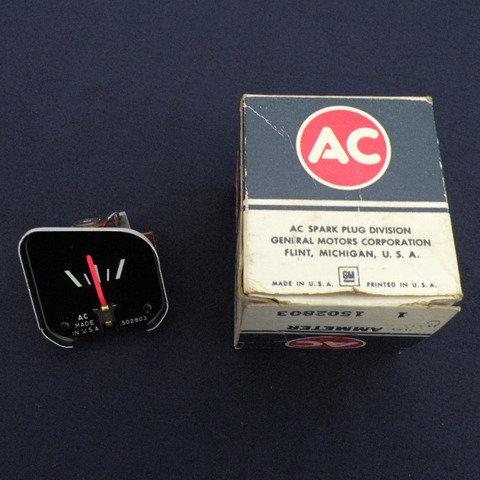 AC
MADE
IN U.S.A.
1502803
AC
AC SPARK PLUG DIVISION
GENERAL MOTORS CORPORATION
FLINT, MICHIGAN, U. S. A.
MADE IN U.S.A.
GM
PRINTED IN U.S.A.
1 AMMETER
1502803
AC